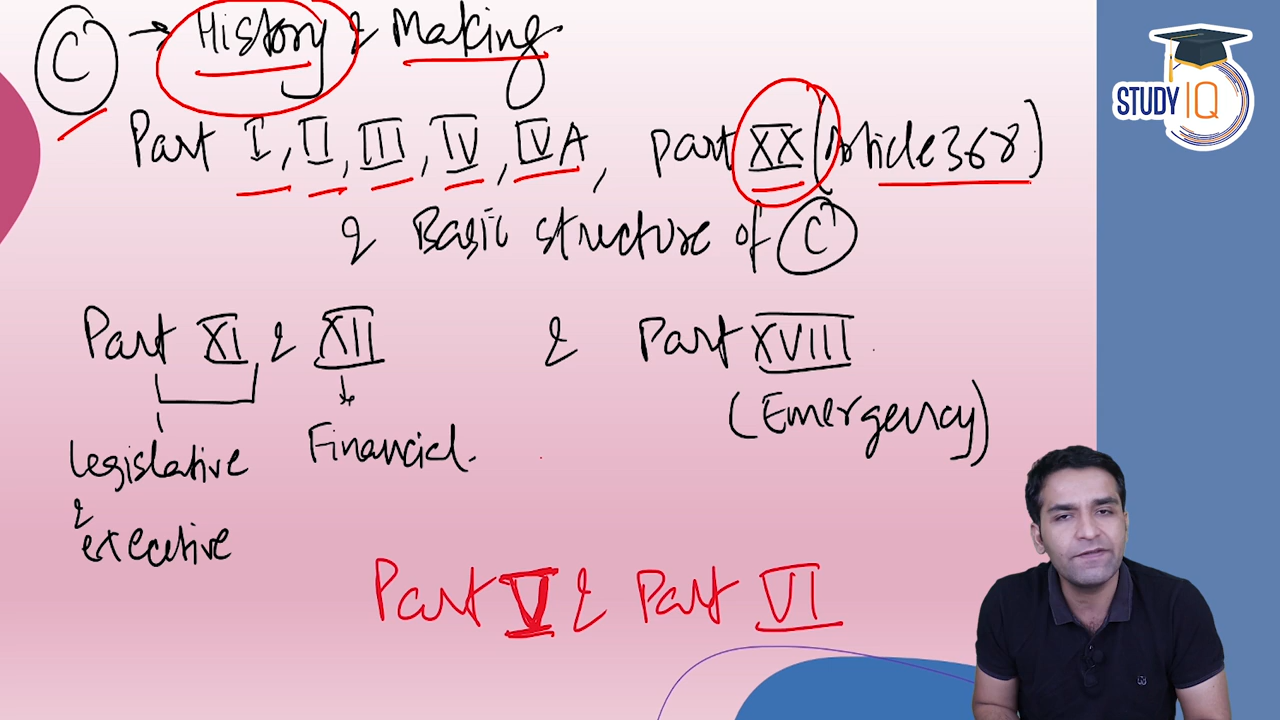 C → History & Making
Part I, II, III, IV, IVA, Part XX (Article 368)
& Basic structure of C
Part XI & XII & Part XVIII
(Emergency)
Legislative
& executive
Financial.
Part V & Part VI
STUDY IQ